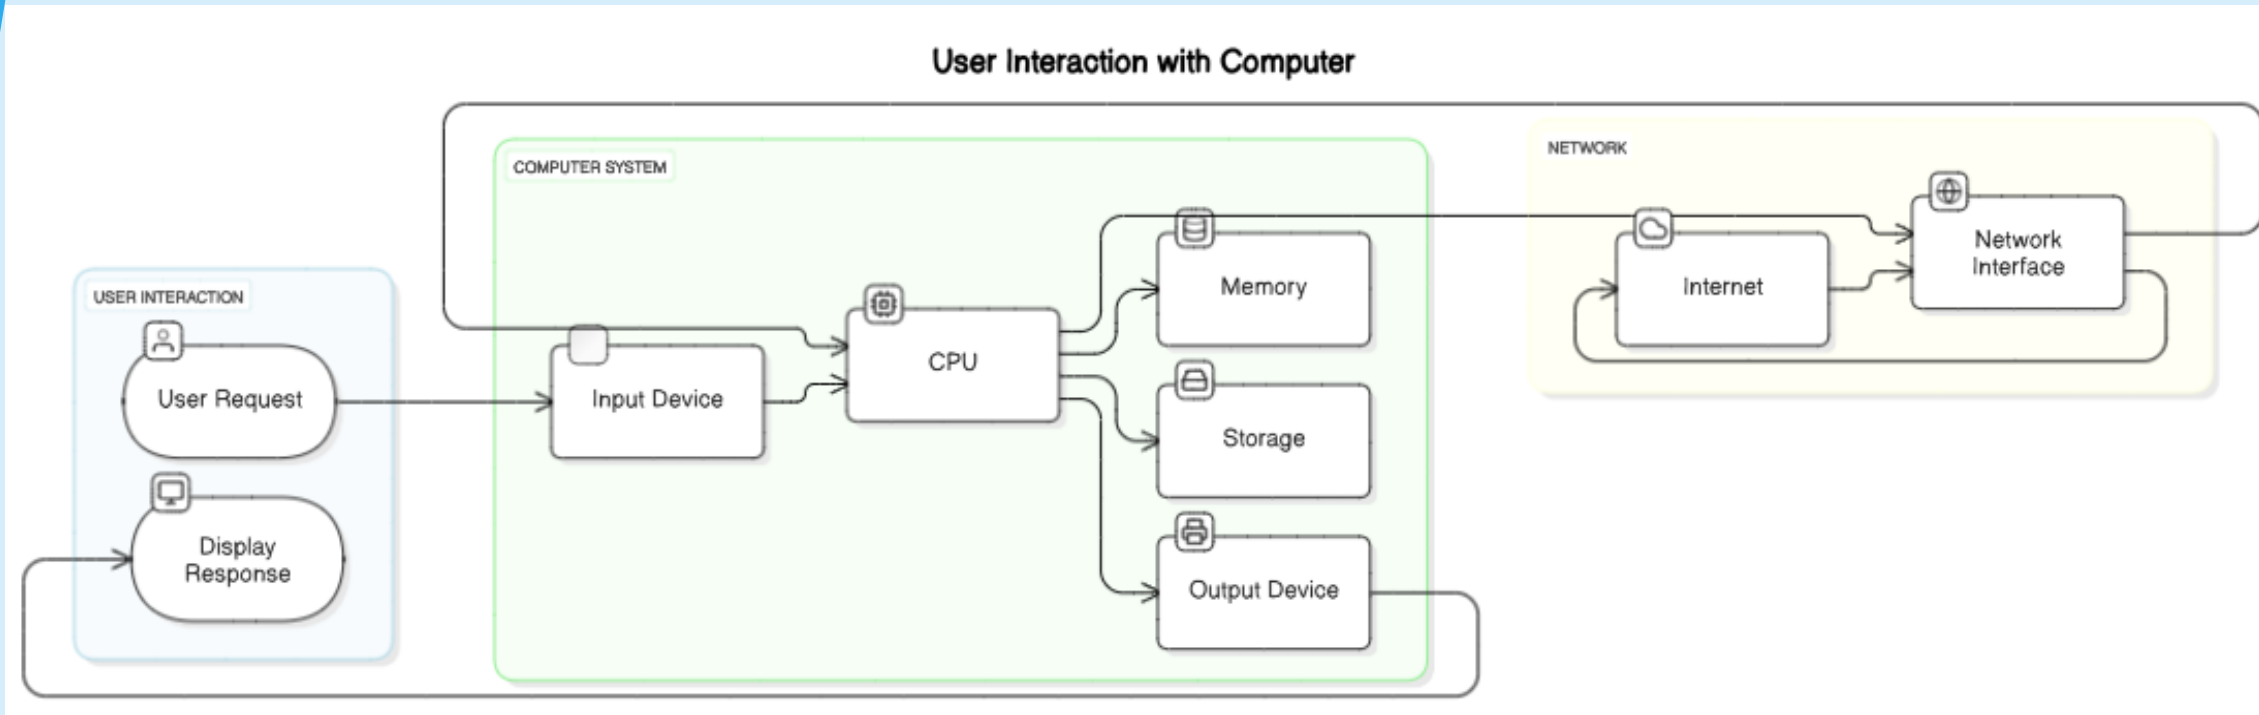 User Interaction with Computer
COMPUTER SYSTEM
NETWORK
USER INTERACTION
User Request
Display
Response
Input Device
CPU
Memory
Storage
Output Device
Internet
Network
Interface